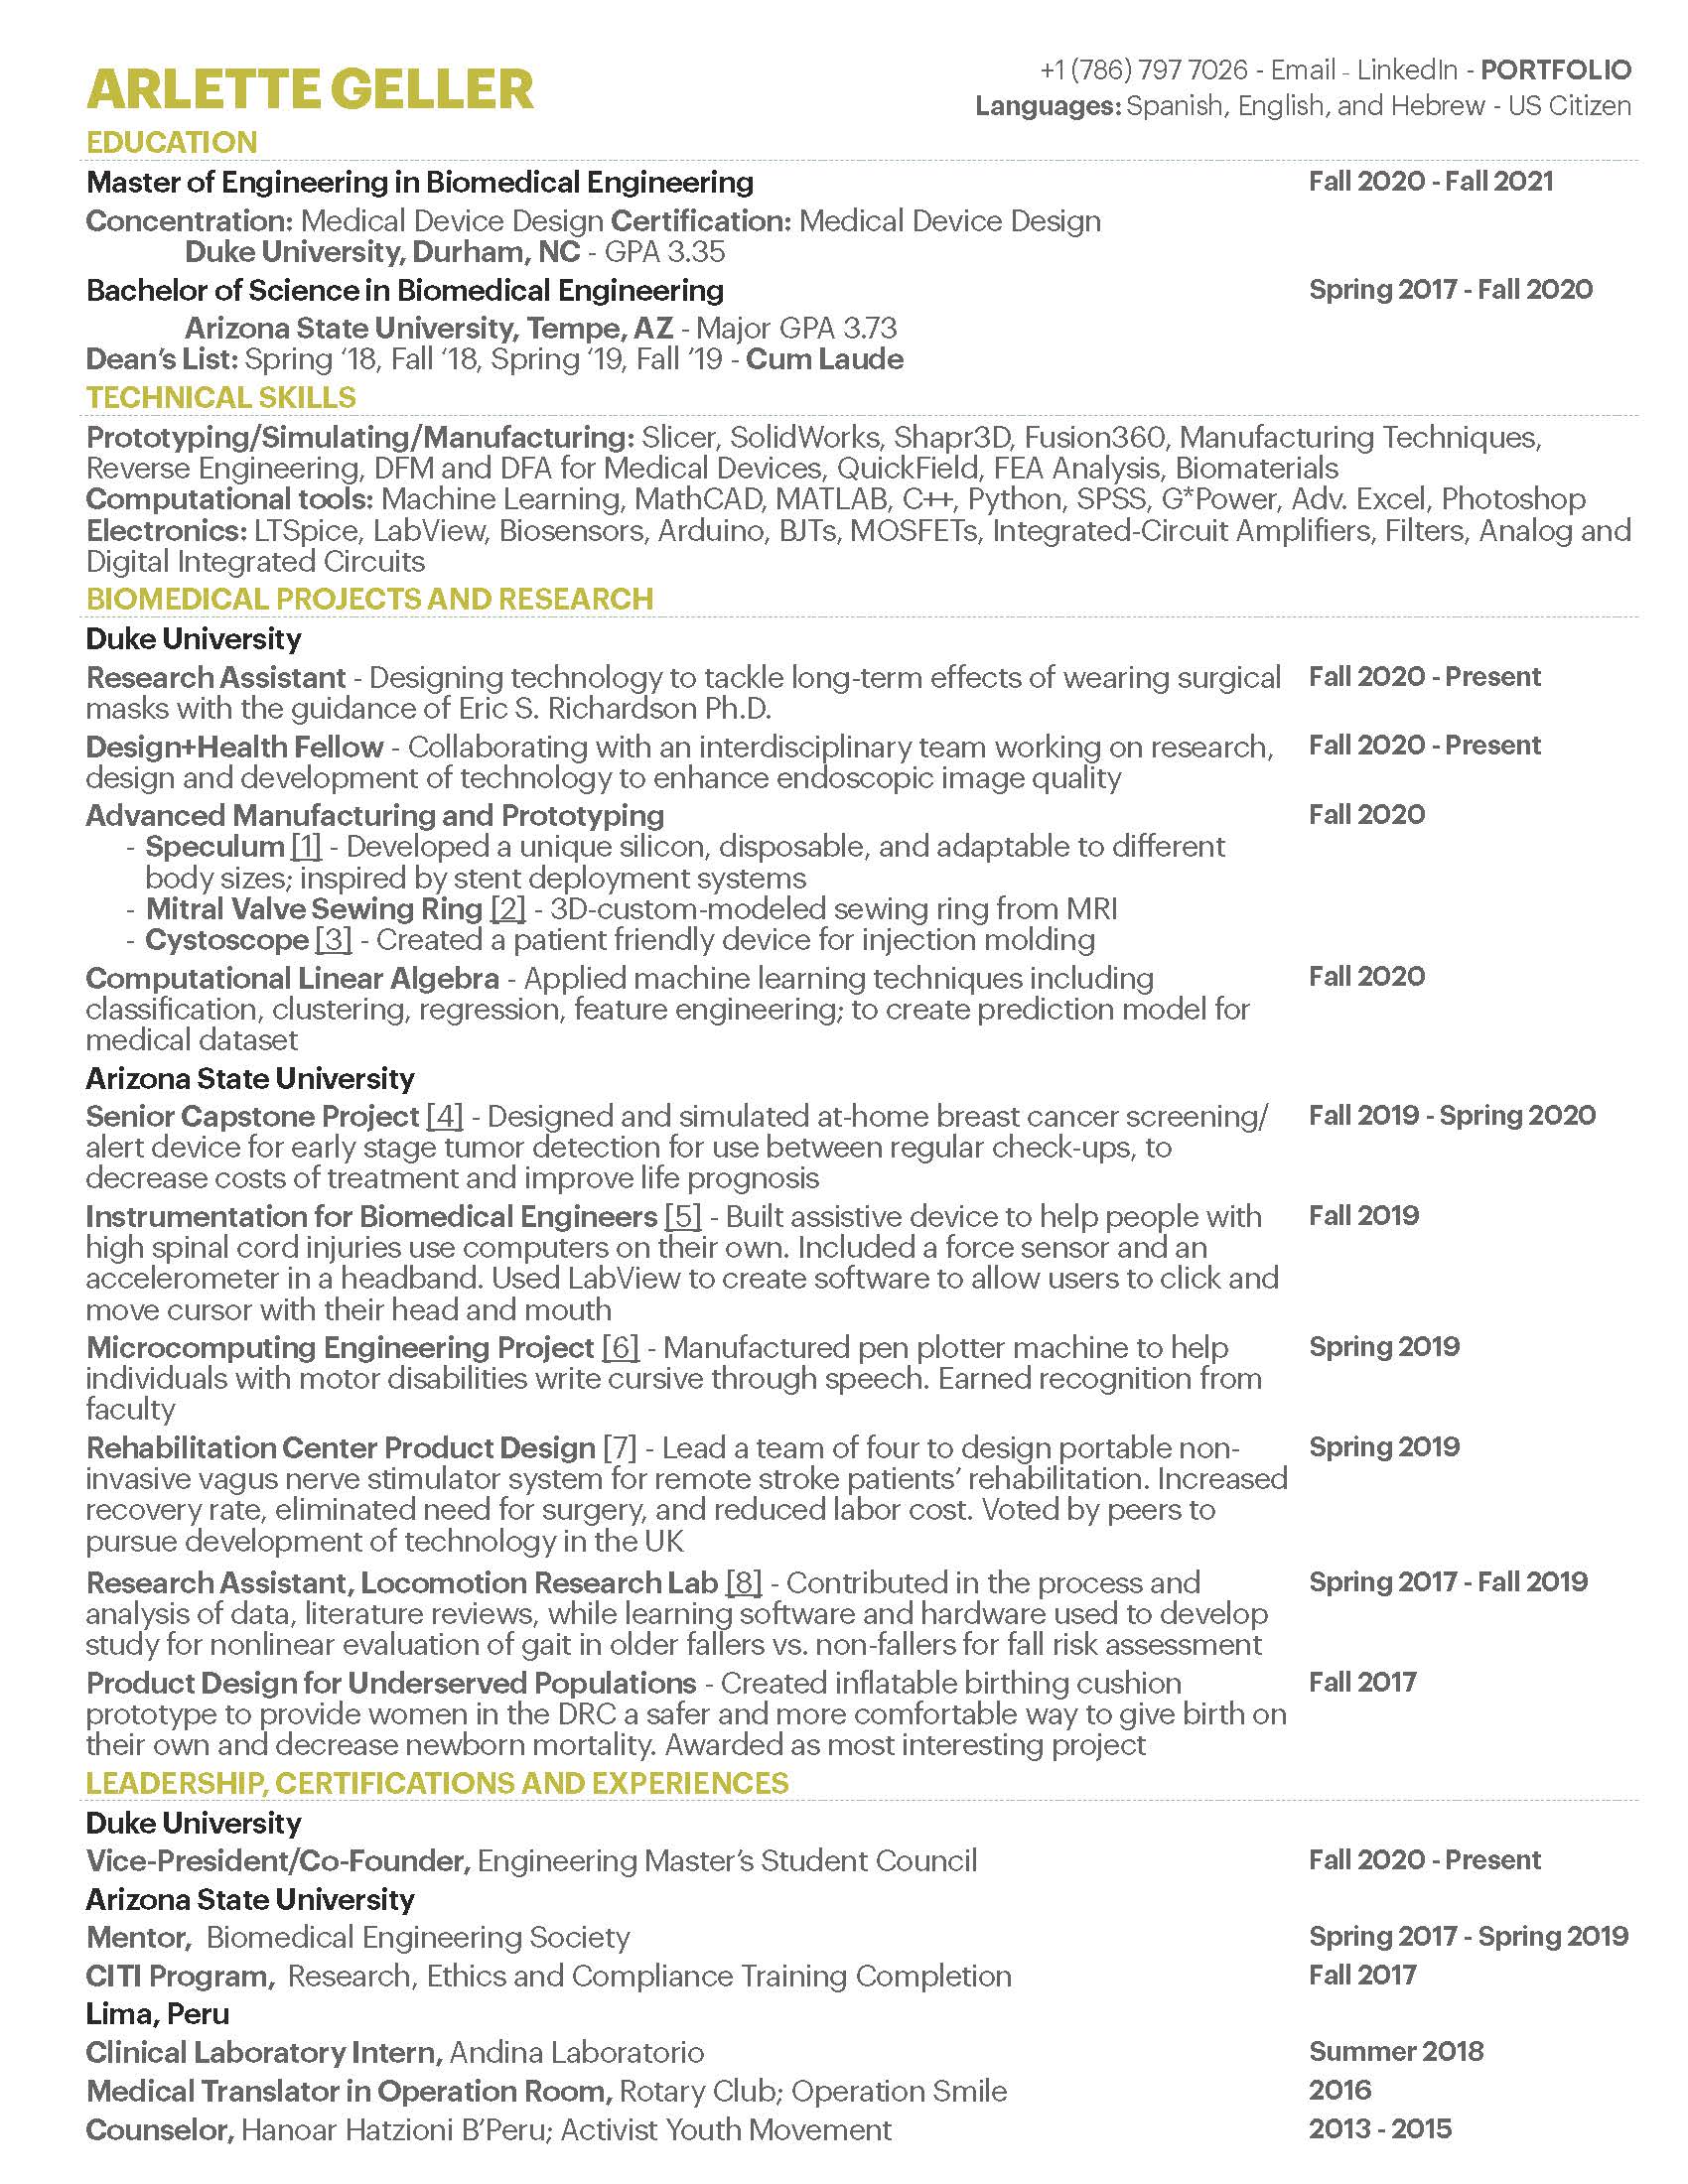 ARLETTE GELLER
+1 (786) 797 7026 - Email - LinkedIn - PORTFOLIO
Languages: Spanish, English, and Hebrew - US Citizen
EDUCATION
Master of Engineering in Biomedical Engineering Fall 2020 - Fall 2021
Concentration: Medical Device Design Certification: Medical Device Design
Duke University, Durham, NC - GPA 3.35
Bachelor of Science in Biomedical Engineering Spring 2017 - Fall 2020
Arizona State University, Tempe, AZ - Major GPA 3.73
Dean's List: Spring '18, Fall '18, Spring '19, Fall '19 - Cum Laude
TECHNICAL SKILLS
Prototyping/Simulating/Manufacturing: Slicer, SolidWorks, Shapr3D, Fusion360, Manufacturing Techniques,
Reverse Engineering, DFM and DFA for Medical Devices, QuickField, FEA Analysis, Biomaterials
Computational tools: Machine Learning, MathCAD, MATLAB, C++, Python, SPSS, G*Power, Adv. Excel, Photoshop
Electronics: LTSpice, LabView, Biosensors, Arduino, BJTs, MOSFETs, Integrated-Circuit Amplifiers, Filters, Analog and
Digital Integrated Circuits
BIOMEDICAL PROJECTS AND RESEARCH
Duke University
Research Assistant - Designing technology to tackle long-term effects of wearing surgical Fall 2020 - Present
masks with the guidance of Eric S. Richardson Ph.D.
Design+Health Fellow - Collaborating with an interdisciplinary team working on research, Fall 2020 - Present
design and development of technology to enhance endoscopic image quality
Advanced Manufacturing and Prototyping Fall 2020
- Speculum [1] - Developed a unique silicon, disposable, and adaptable to different
body sizes; inspired by stent deployment systems
- Mitral Valve Sewing Ring [2] - 3D-custom-modeled sewing ring from MRI
- Cystoscope [3] - Created a patient friendly device for injection molding
Computational Linear Algebra - Applied machine learning techniques including Fall 2020
classification, clustering, regression, feature engineering; to create prediction model for
medical dataset
Arizona State University
Senior Capstone Project [4] - Designed and simulated at-home breast cancer screening/ Fall 2019 - Spring 2020
alert device for early stage tumor detection for use between regular check-ups, to
decrease costs of treatment and improve life prognosis
Instrumentation for Biomedical Engineers [5] - Built assistive device to help people with Fall 2019
high spinal cord injuries use computers on their own. Included a force sensor and an
accelerometer in a headband. Used LabView to create software to allow users to click and
move cursor with their head and mouth
Microcomputing Engineering Project [6] - Manufactured pen plotter machine to help Spring 2019
individuals with motor disabilities write cursive through speech. Earned recognition from
faculty
Rehabilitation Center Product Design [7] - Lead a team of four to design portable non- Spring 2019
invasive vagus nerve stimulator system for remote stroke patients' rehabilitation. Increased
recovery rate, eliminated need for surgery, and reduced labor cost. Voted by peers to
pursue development of technology in the UK
Research Assistant, Locomotion Research Lab [8] - Contributed in the process and Spring 2017 - Fall 2019
analysis of data, literature reviews, while learning software and hardware used to develop
study for nonlinear evaluation of gait in older fallers vs. non-fallers for fall risk assessment
Product Design for Underserved Populations - Created inflatable birthing cushion Fall 2017
prototype to provide women in the DRC a safer and more comfortable way to give birth on
their own and decrease newborn mortality. Awarded as most interesting project
LEADERSHIP, CERTIFICATIONS AND EXPERIENCES
Duke University
Vice-President/Co-Founder, Engineering Master's Student Council Fall 2020 - Present
Arizona State University
Mentor, Biomedical Engineering Society Spring 2017 - Spring 2019
CITI Program, Research, Ethics and Compliance Training Completion Fall 2017
Lima, Peru
Clinical Laboratory Intern, Andina Laboratorio Summer 2018
Medical Translator in Operation Room, Rotary Club; Operation Smile 2016
Counselor, Hanoar Hatzioni B'Peru; Activist Youth Movement 2013 - 2015